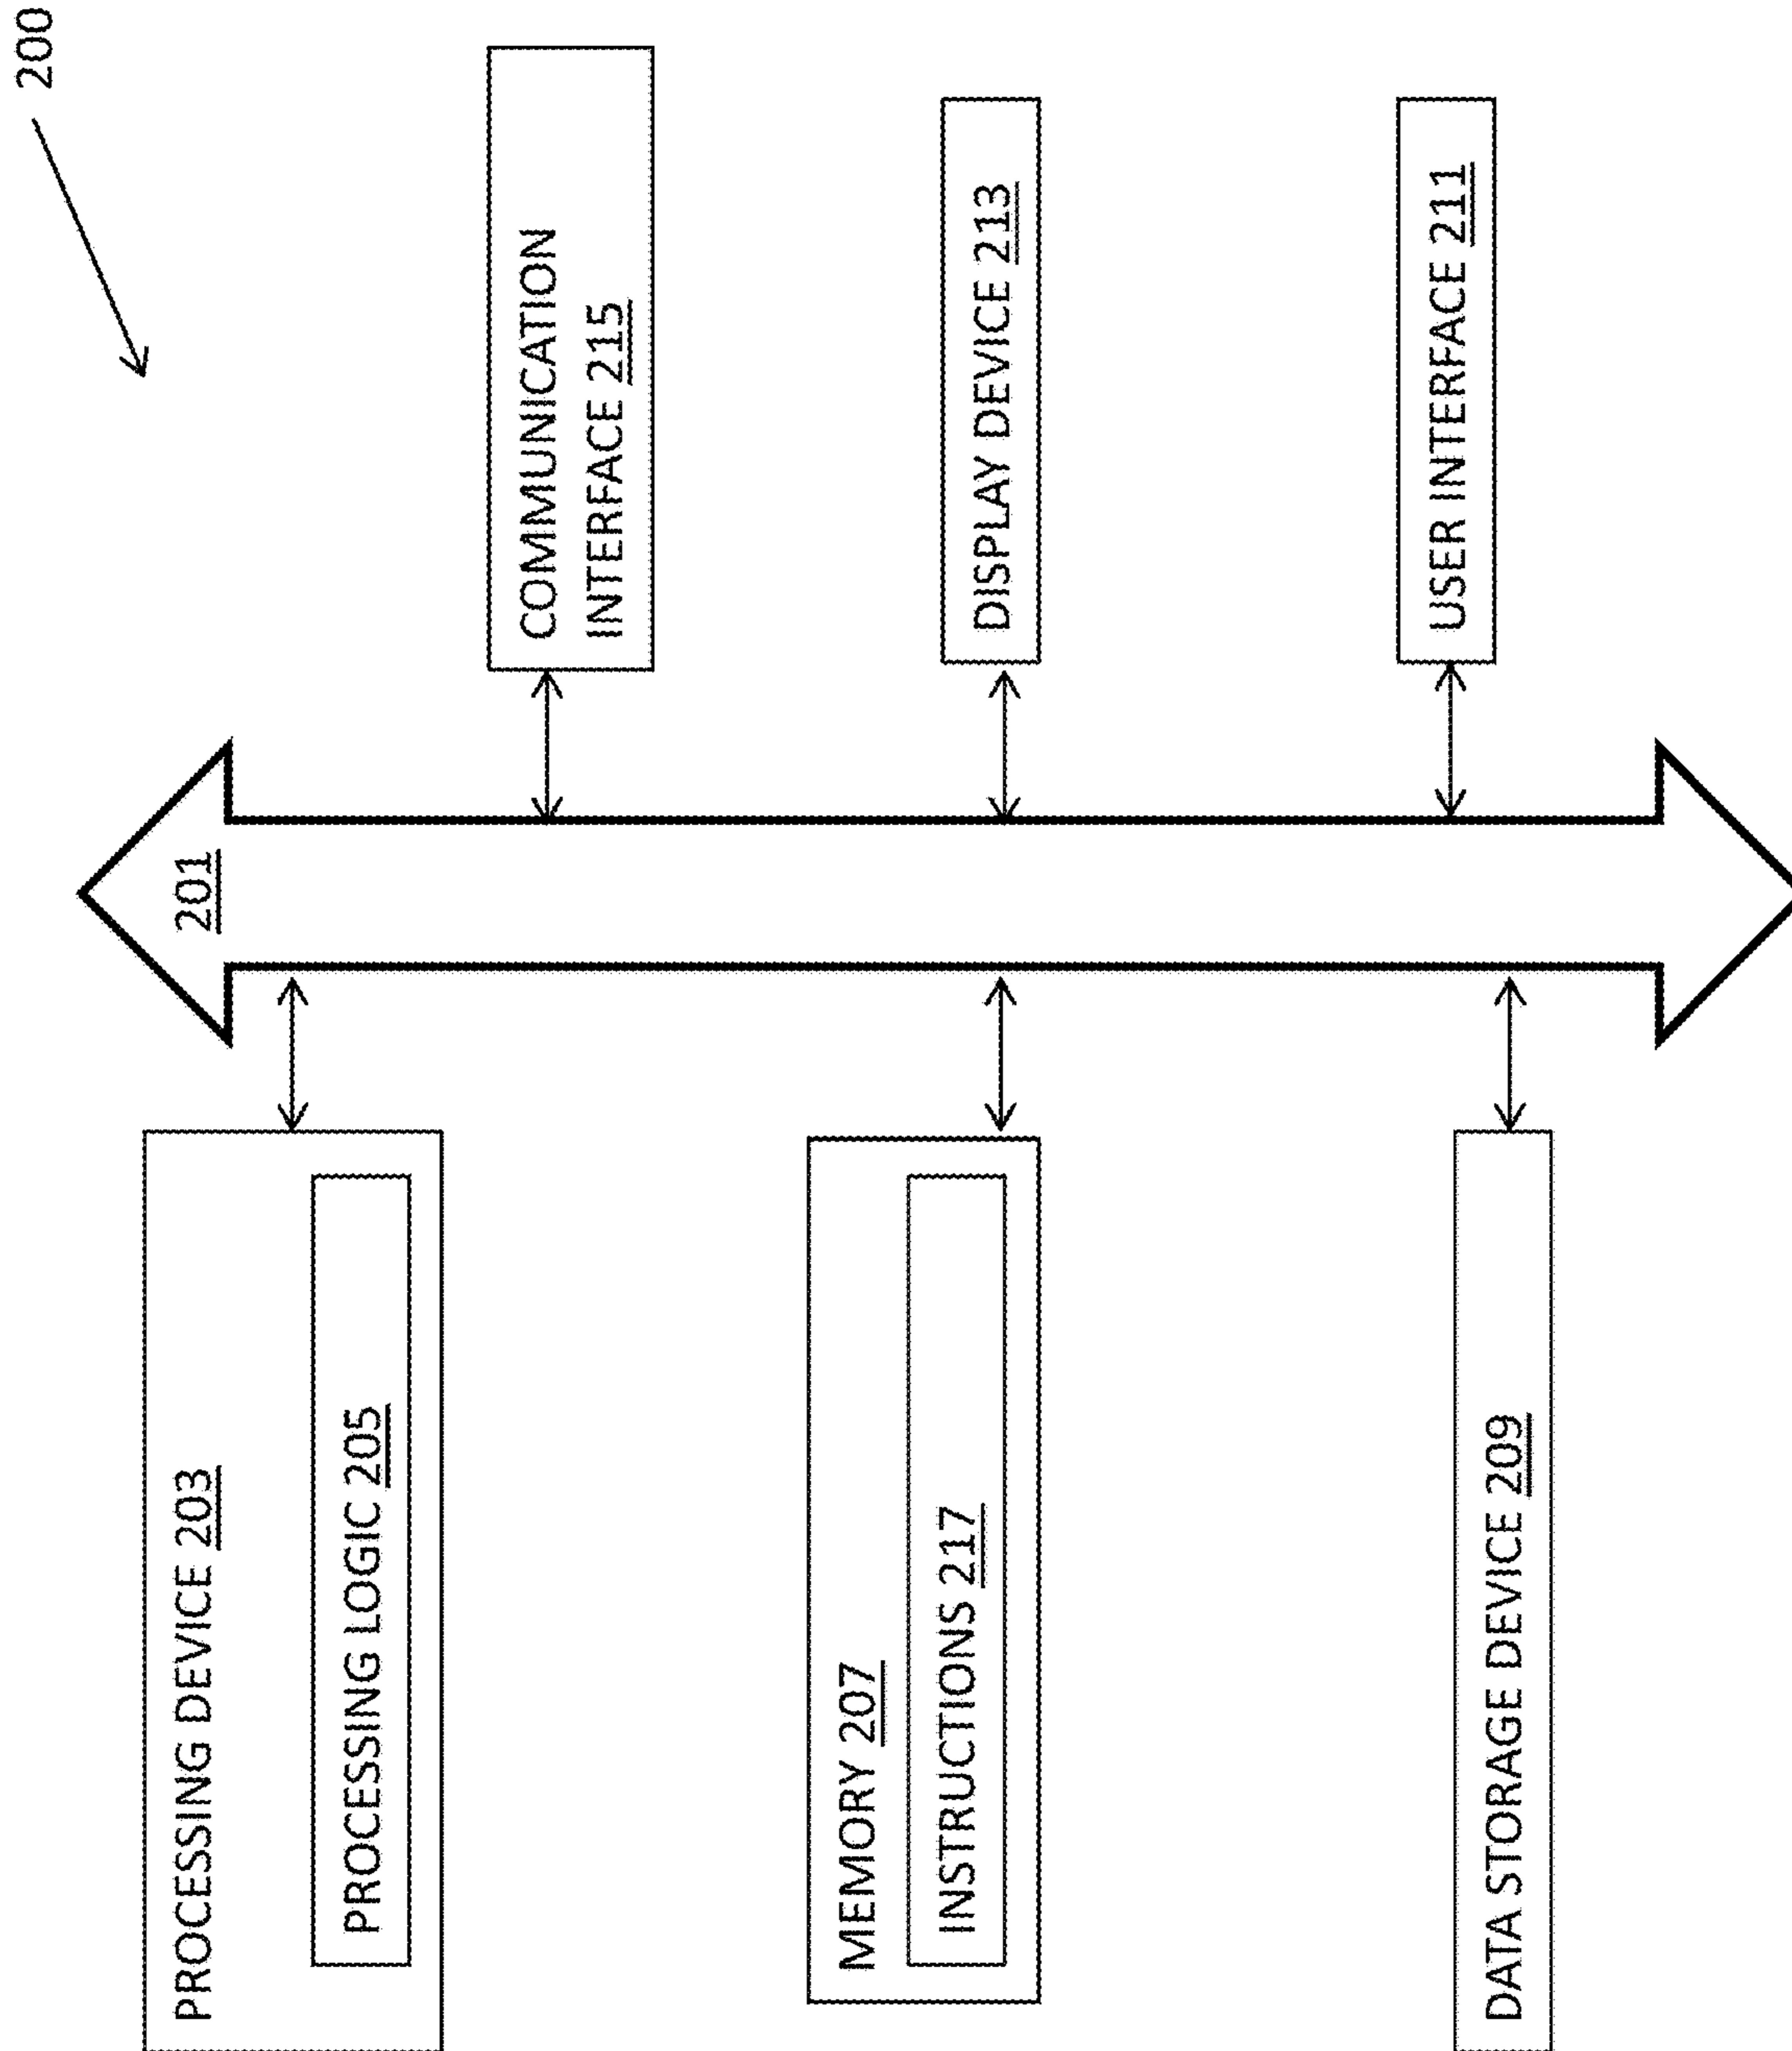 200
201
PROCESSING DEVICE 203
PROCESSING LOGIC 205
MEMORY 207
INSTRUCTIONS 217
DATA STORAGE DEVICE 209
COMMUNICATION
INTERFACE 215
DISPLAY DEVICE 213
USER INTERFACE 211